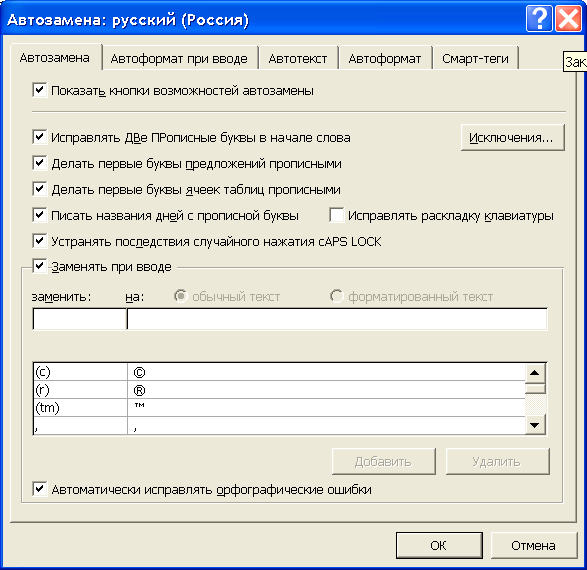 Автозамена: русский (Россия)
Автозамена Автоформат при вводе Автотекст Автоформат Смарт-теги
Зак
Показать кнопки возможностей автозамены
Исправлять ДВе ПРописные буквы в начале слова Исключения...
Делать первые буквы предложений прописными
Делать первые буквы ячеек таблиц прописными
Писать названия дней с прописной буквы Исправлять раскладку клавиатуры
Устранять последствия случайного нажатия cAPS LOCK
Заменять при вводе
заменить: на: обычный текст форматированный текст
(c) ©
(r) ®
(tm) ™
, ,
Добавить Удалить
Автоматически исправлять орфографические ошибки
ОК Отмена